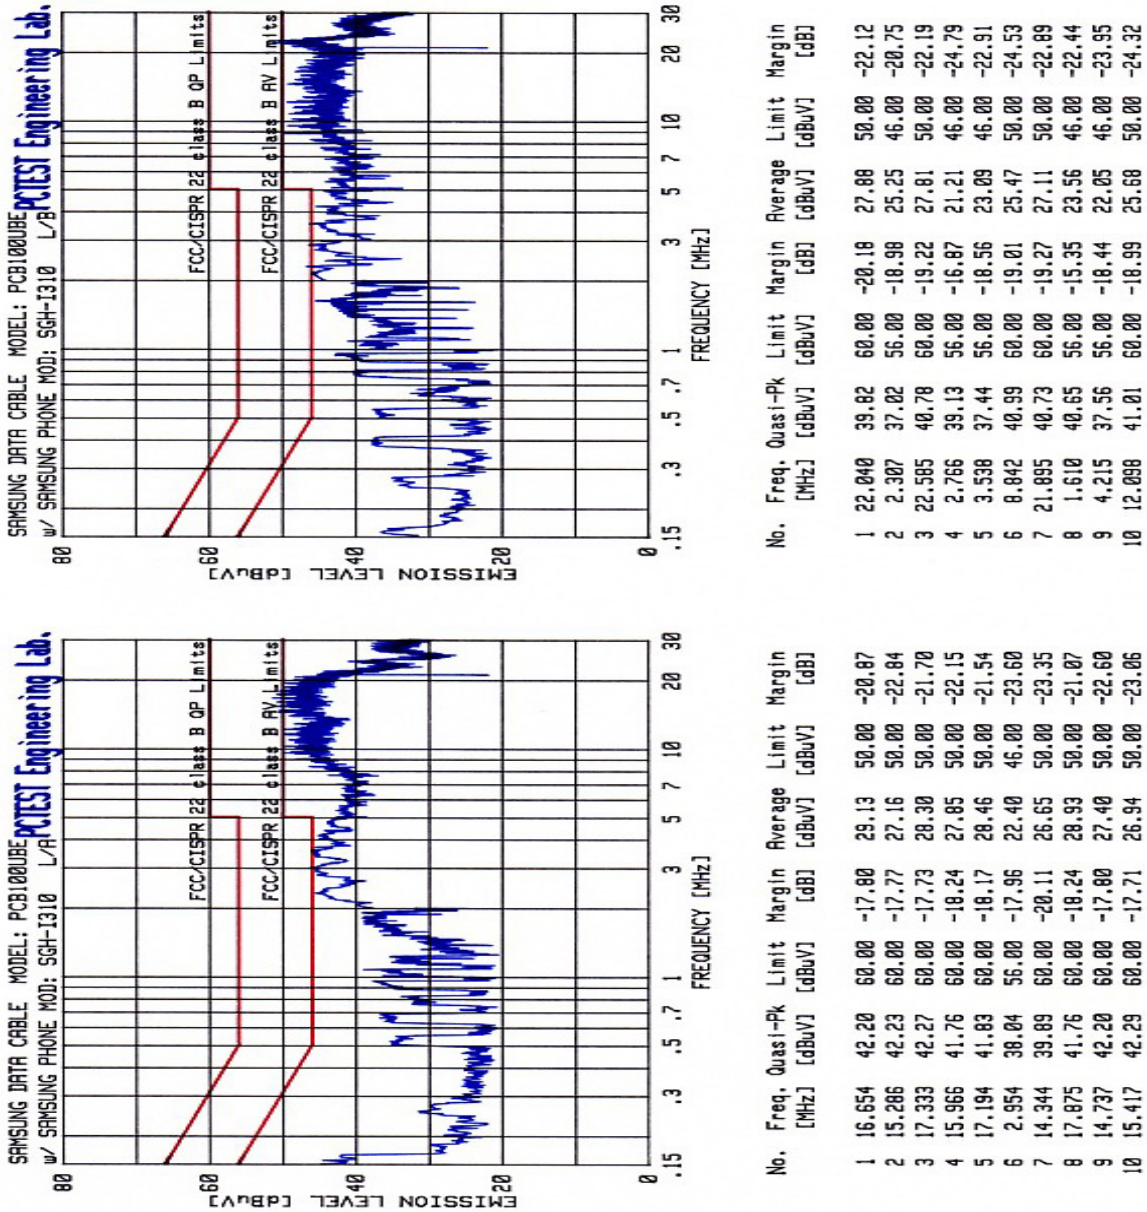 SAMSUNG DATA CABLE MODEL: PCB100UBE PCTEST Engineering Lab.
w/ SAMSUNG PHONE MOD: SGH-I310 L/A
80
60
40
20
0
EMISSION LEVEL [dBuV]
FCC/CISPR 22 class B QP Limits
FCC/CISPR 22 class B AV Limits
.15 .3 .5 .7 1 3 5 7 10 20 30
FREQUENCY [MHz]
No. Freq. Quasi-Pk Limit Margin Average Limit Margin
[MHz] [dBuV] [dBuV] [dB] [dBuV] [dBuV] [dB]
1 16.654 42.20 60.00 -17.80 29.13 50.00 -20.87
2 15.286 42.23 60.00 -17.77 27.16 50.00 -22.84
3 17.333 42.27 60.00 -17.73 28.30 50.00 -21.70
4 15.966 41.76 60.00 -18.24 27.85 50.00 -22.15
5 17.194 41.83 60.00 -18.17 28.46 50.00 -21.54
6 2.954 38.04 56.00 -17.96 22.40 46.00 -23.60
7 14.344 39.89 60.00 -20.11 26.65 50.00 -23.35
8 17.875 41.76 60.00 -18.24 28.93 50.00 -21.07
9 14.737 42.20 60.00 -17.80 27.40 50.00 -22.60
10 15.417 42.29 60.00 -17.71 26.94 50.00 -23.06
SAMSUNG DATA CABLE MODEL: PCB100UBE PCTEST Engineering Lab.
w/ SAMSUNG PHONE MOD: SGH-I310 L/B
80
60
40
20
0
EMISSION LEVEL [dBuV]
FCC/CISPR 22 class B QP Limits
FCC/CISPR 22 class B AV Limits
.15 .3 .5 .7 1 3 5 7 10 20 30
FREQUENCY [MHz]
No. Freq. Quasi-Pk Limit Margin Average Limit Margin
[MHz] [dBuV] [dBuV] [dB] [dBuV] [dBuV] [dB]
1 22.040 39.82 60.00 -20.18 27.88 50.00 -22.12
2 2.307 37.02 56.00 -18.98 25.25 46.00 -20.75
3 22.585 40.78 60.00 -19.22 27.81 50.00 -22.19
4 2.766 39.13 56.00 -16.87 21.21 46.00 -24.79
5 3.538 37.44 56.00 -18.56 23.09 46.00 -22.91
6 8.842 40.99 60.00 -19.01 25.47 50.00 -24.53
7 21.895 40.73 60.00 -19.27 27.11 50.00 -22.89
8 1.610 40.65 56.00 -15.35 23.56 46.00 -22.44
9 4.215 37.56 56.00 -18.44 22.05 46.00 -23.95
10 12.098 41.01 60.00 -18.99 25.68 50.00 -24.32